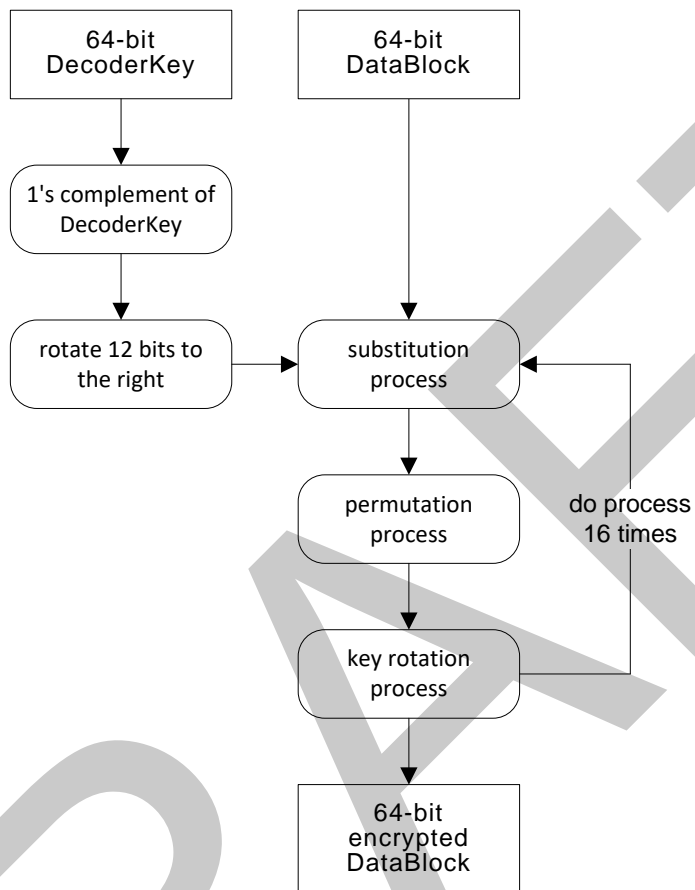 64-bit
DecoderKey
64-bit
DataBlock
1's complement of
DecoderKey
rotate 12 bits to
the right
substitution
process
permutation
process
do process
16 times
key rotation
process
64-bit
encrypted
DataBlock